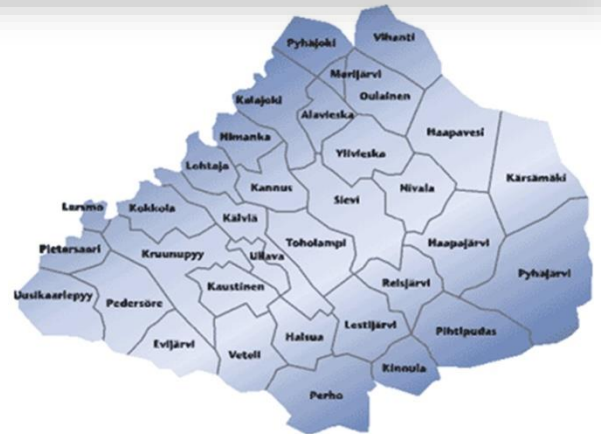 Vihanti
Pyhäjoki
Merijärvi
Oulainen
Kalajoki
Alavieska
Haapavesi
Himanka
Ylivieska
Lohtaja
Kärsämäki
Kannus
Nivala
Sievi
Luromo
Kokkola
Kälviä
Toholampi
Haapajärvi
Pietersaari
Kruunupyy
Ullava
Pyhäjärvi
Reisjärvi
Kaustinen
Uusikaarlepyy
Pedersöre
Lestijärvi
Pihtipudas
Halsua
Evijärvi
Veteli
Kinnula
Perho